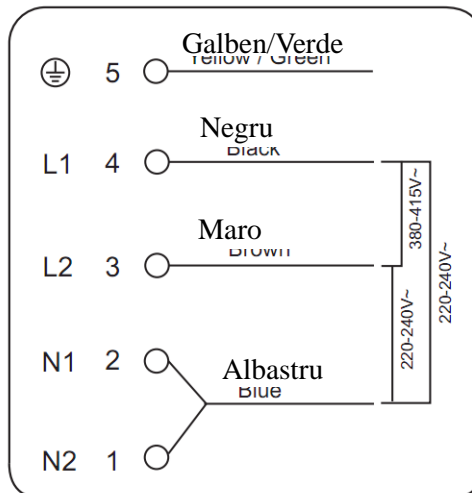 Galben/Verde
Yellow / Green
5
Negru
Black
L1 4
380-415V~
Maro
Brown
L2 3
220-240V~
220-240V~
N1 2
Albastru
Blue
N2 1